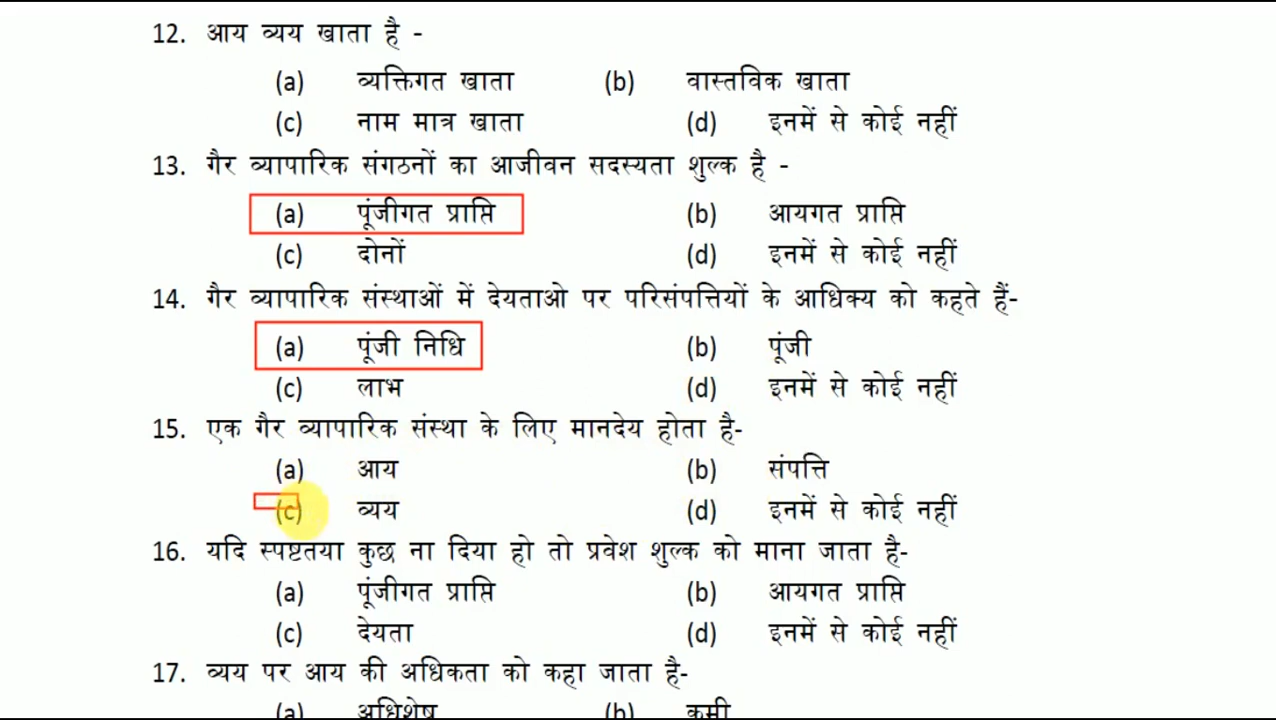 12. आय व्यय खाता है -
(a) व्यक्तिगत खाता (b) वास्तविक खाता
(c) नाम मात्र खाता (d) इनमें से कोई नहीं
13. गैर व्यापारिक संगठनों का आजीवन सदस्यता शुल्क है -
(a) पूंजीगत प्राप्ति (b) आयगत प्राप्ति
(c) दोनों (d) इनमें से कोई नहीं
14. गैर व्यापारिक संस्थाओं में देयताओ पर परिसंपत्तियों के आधिक्य को कहते हैं-
(a) पूंजी निधि (b) पूंजी
(c) लाभ (d) इनमें से कोई नहीं
15. एक गैर व्यापारिक संस्था के लिए मानदेय होता है-
(a) आय (b) संपत्ति
(c) व्यय (d) इनमें से कोई नहीं
16. यदि स्पष्टतया कुछ ना दिया हो तो प्रवेश शुल्क को माना जाता है-
(a) पूंजीगत प्राप्ति (b) आयगत प्राप्ति
(c) देयता (d) इनमें से कोई नहीं
17. व्यय पर आय की अधिकता को कहा जाता है-
(a) अधिशेष (b) कमी